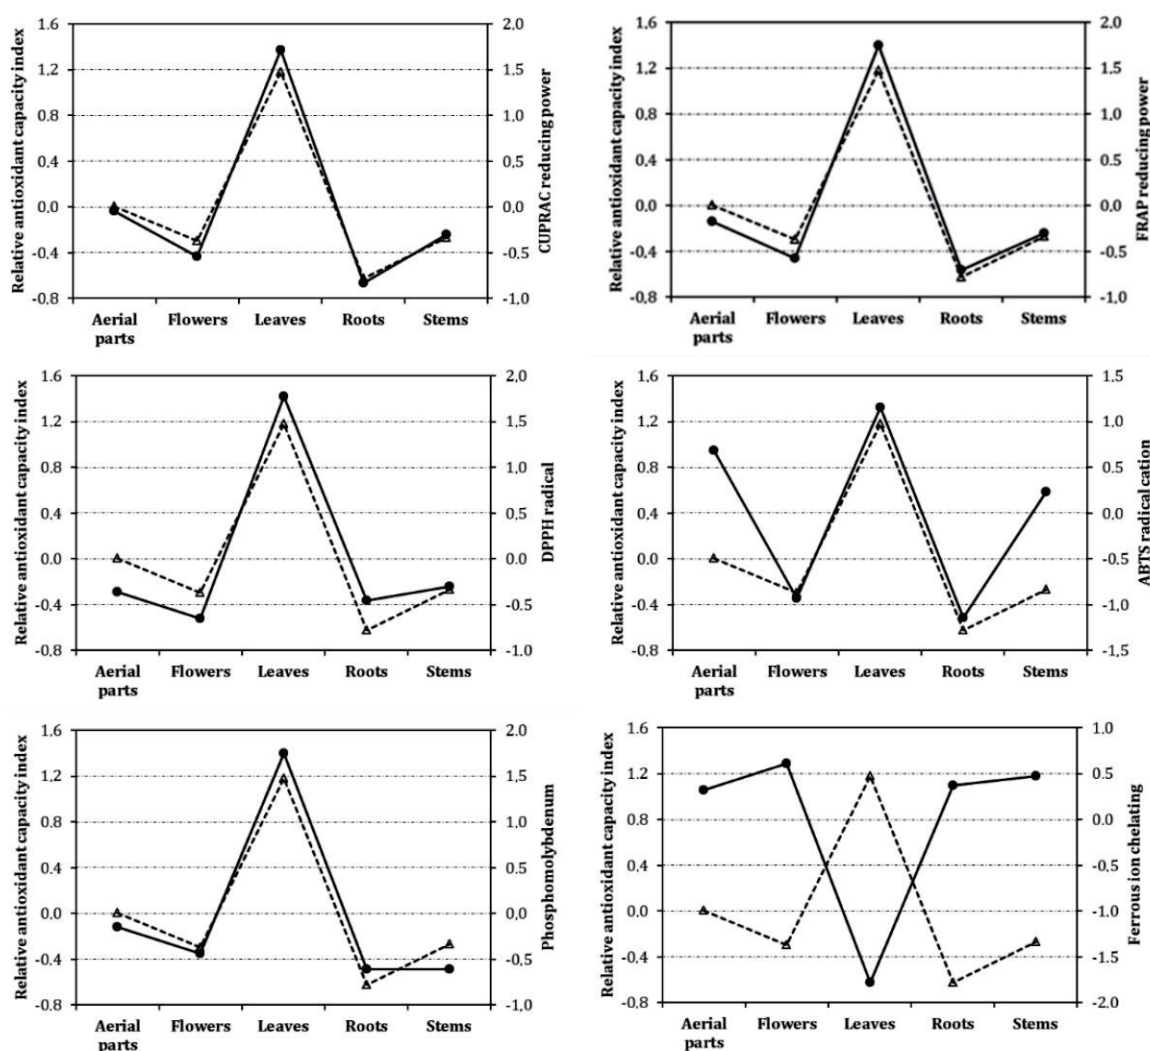 Relative antioxidant capacity index
1.6
1.2
0.8
0.4
0.0
-0.4
-0.8
2.0
1.5
1.0
0.5
0.0
-0.5
-1.0
CUPRAC reducing power
Aerial parts
Flowers
Leaves
Roots
Stems
Relative antioxidant capacity index
1.6
1.2
0.8
0.4
0.0
-0.4
-0.8
2.0
1.5
1.0
0.5
0.0
-0.5
-1.0
FRAP reducing power
Aerial parts
Flowers
Leaves
Roots
Stems
Relative antioxidant capacity index
1.6
1.2
0.8
0.4
0.0
-0.4
-0.8
2.0
1.5
1.0
0.5
0.0
-0.5
-1.0
DPPH radical
Aerial parts
Flowers
Leaves
Roots
Stems
Relative antioxidant capacity index
1.6
1.2
0.8
0.4
0.0
-0.4
-0.8
1.5
1.0
0.5
0.0
-0.5
-1.0
-1.5
ABTS radical cation
Aerial parts
Flowers
Leaves
Roots
Stems
Relative antioxidant capacity index
1.6
1.2
0.8
0.4
0.0
-0.4
-0.8
2.0
1.5
1.0
0.5
0.0
-0.5
-1.0
Phosphomolybdenum
Aerial parts
Flowers
Leaves
Roots
Stems
Relative antioxidant capacity index
1.6
1.2
0.8
0.4
0.0
-0.4
-0.8
1.0
0.5
0.0
-0.5
-1.0
-1.5
-2.0
Ferrous ion chelating
Aerial parts
Flowers
Leaves
Roots
Stems